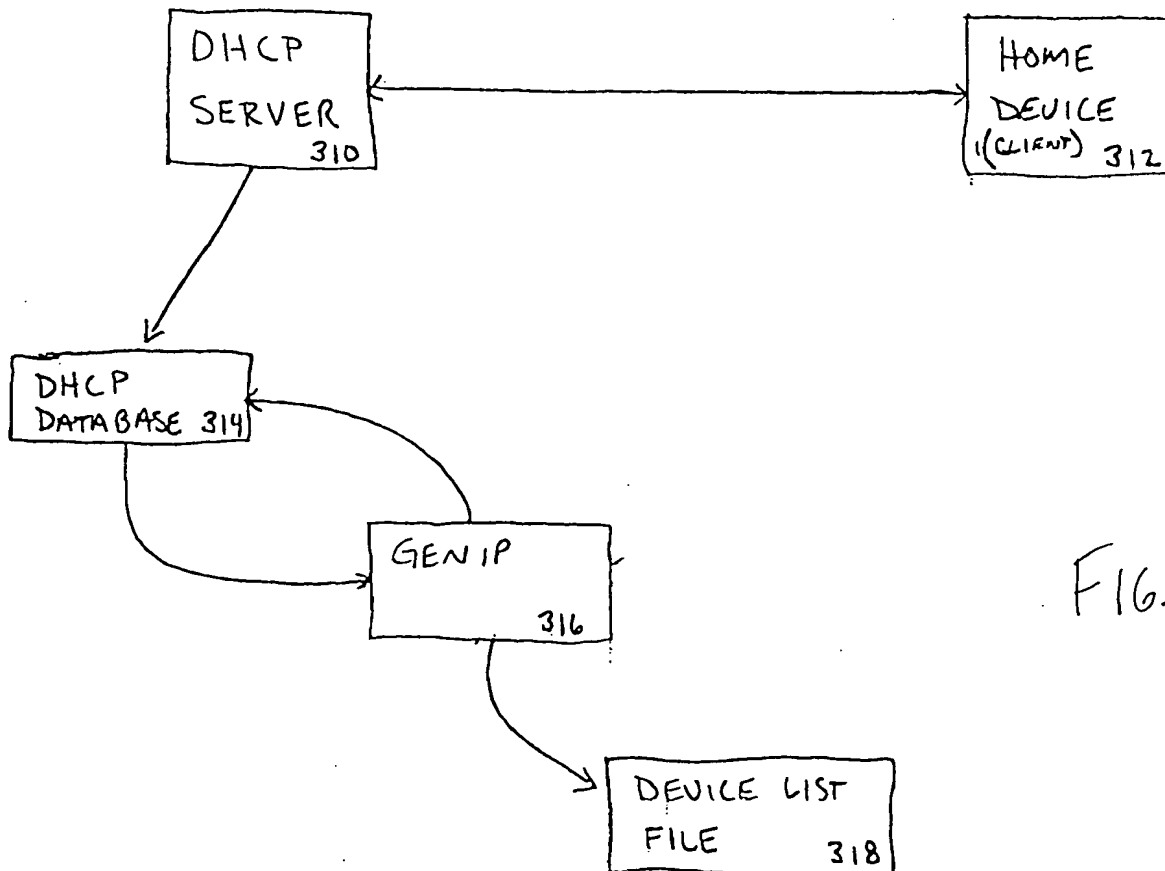 DHCP
SERVER
310
HOME
DEVICE
(CLIENT) 312
DHCP
DATABASE 314
GENIP
316
FIG.
DEVICE LIST
FILE 318